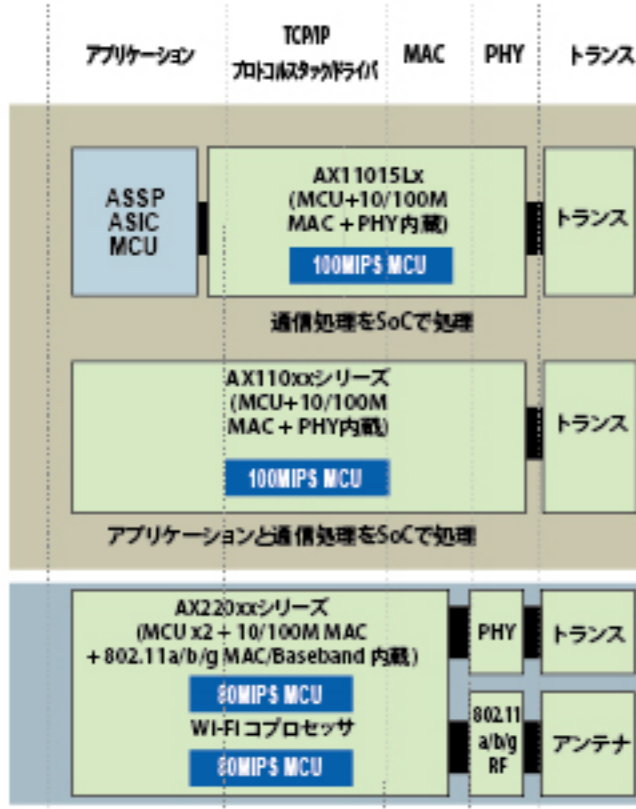 アプリケーション
TCP/IP
プロトコルスタック/ドライバ
MAC
PHY
トランス
ASSP
ASIC
MCU
AX11015Lx
(MCU+10/100M
MAC + PHY内蔵)
100MIPS MCU
トランス
通信処理をSoCで処理
AX110xxシリーズ
(MCU+10/100M
MAC + PHY内蔵)
100MIPS MCU
トランス
アプリケーションと通信処理をSoCで処理
AX220xxシリーズ
(MCU x2 + 10/100M MAC
+ 802.11a/b/g MAC/Baseband 内蔵)
80MIPS MCU
WI-FI コプロセッサ
80MIPS MCU
PHY
トランス
802.11
a/b/g
RF
アンテナ